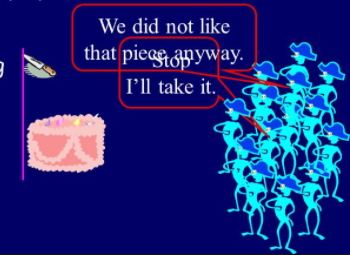 We did not like
that piece anyway.
Stop
I'll take it.
g